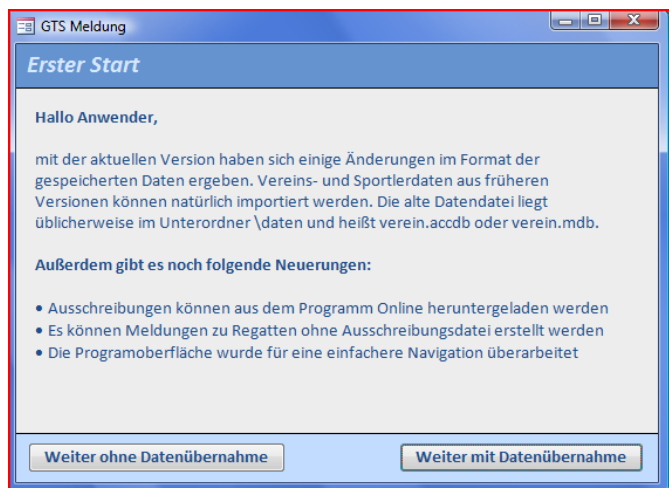 GTS Meldung
Erster Start
Hallo Anwender,
mit der aktuellen Version haben sich einige Änderungen im Format der
gespeicherten Daten ergeben. Vereins- und Sportlerdaten aus früheren
Versionen können natürlich importiert werden. Die alte Datendatei liegt
üblicherweise im Unterordner \daten und heißt verein.accdb oder verein.mdb.
Außerdem gibt es noch folgende Neuerungen:
• Ausschreibungen können aus dem Programm Online heruntergeladen werden
• Es können Meldungen zu Regatten ohne Ausschreibungsdatei erstellt werden
• Die Programoberfläche wurde für eine einfachere Navigation überarbeitet
Weiter ohne Datenübernahme
Weiter mit Datenübernahme